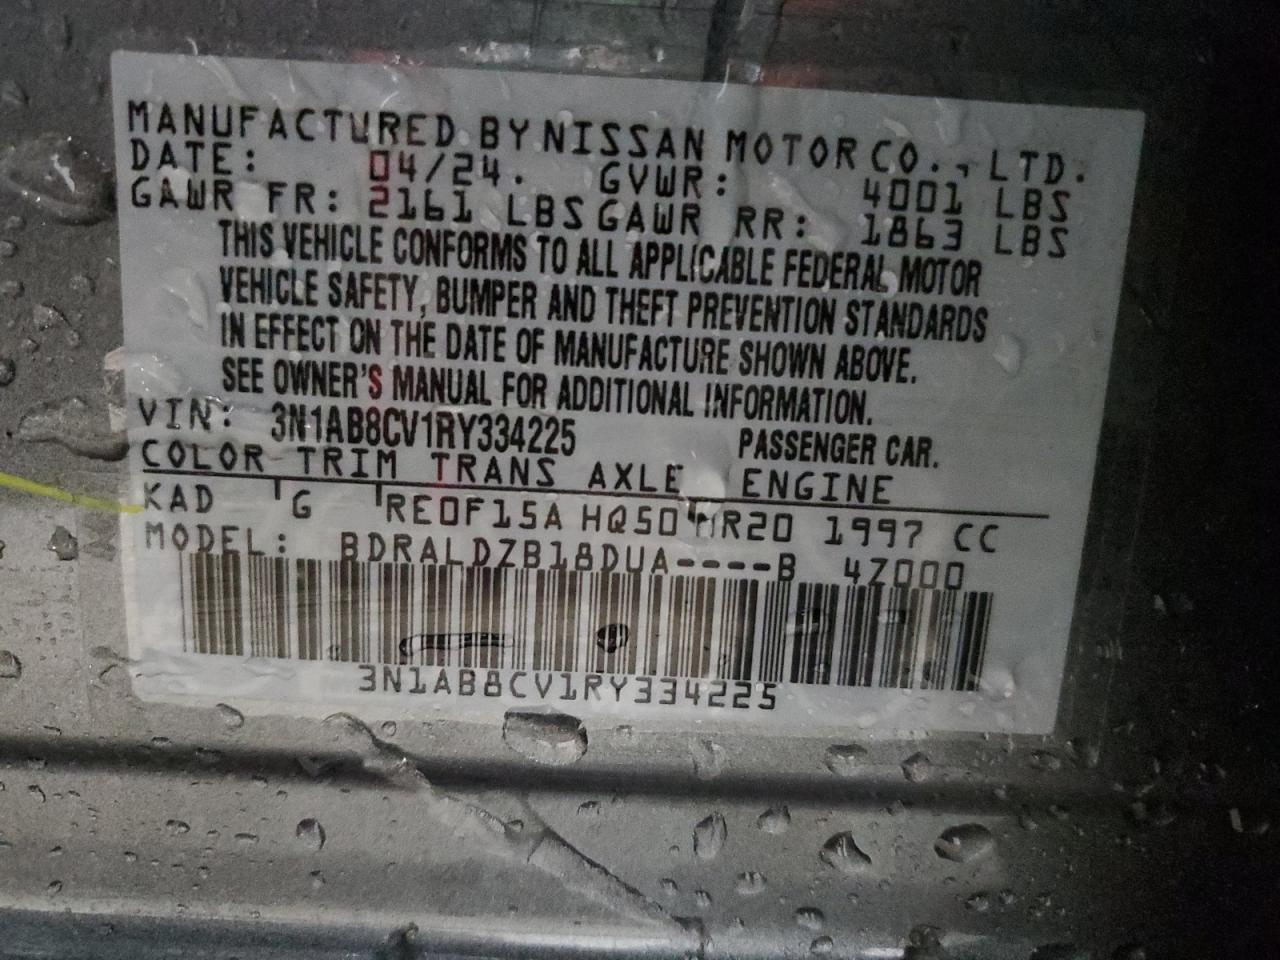 MANUFACTURED BY NISSAN MOTOR CO., LTD.
DATE: 04/24. GVWR: 4001 LBS
GAWR FR: 2161 LBS GAWR RR: 1863 LBS
THIS VEHICLE CONFORMS TO ALL APPLICABLE FEDERAL MOTOR
VEHICLE SAFETY, BUMPER AND THEFT PREVENTION STANDARDS
IN EFFECT ON THE DATE OF MANUFACTURE SHOWN ABOVE.
SEE OWNER'S MANUAL FOR ADDITIONAL INFORMATION.
VIN: 3N1AB8CV1RY334225 PASSENGER CAR.
COLOR TRIM TRANS AXLE ENGINE
KAD G RE0F15A HQ50 MR20 1997 CC
MODEL: BDRALDZB18DUA----B 4Z000
3N1AB8CV1RY334225